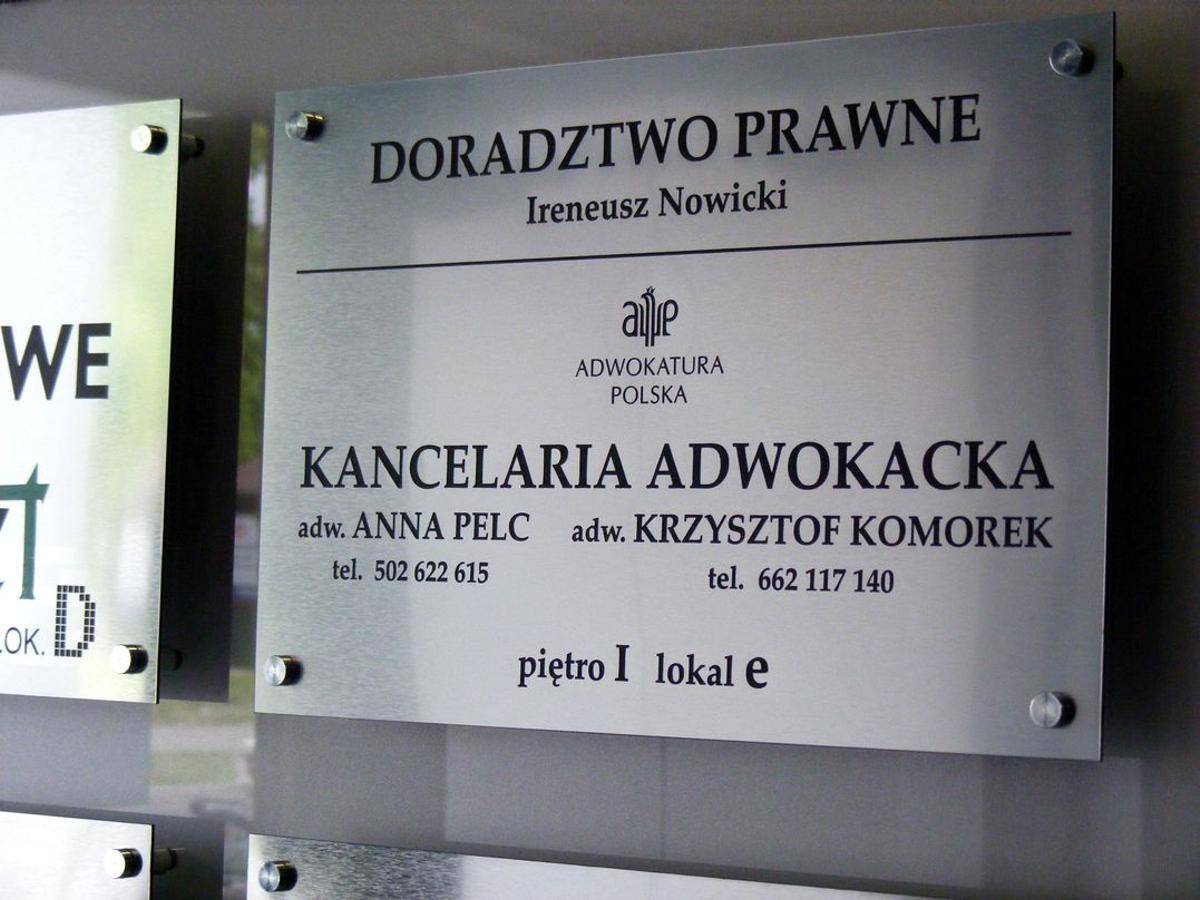 DORADZTWO PRAWNE
Ireneusz Nowicki
ADWOKATURA
POLSKA
KANCELARIA ADWOKACKA
adw. ANNA PELC adw. KRZYSZTOF KOMOREK
tel. 502 622 615 tel. 662 117 140
piętro I lokal e
WE
LOK. D